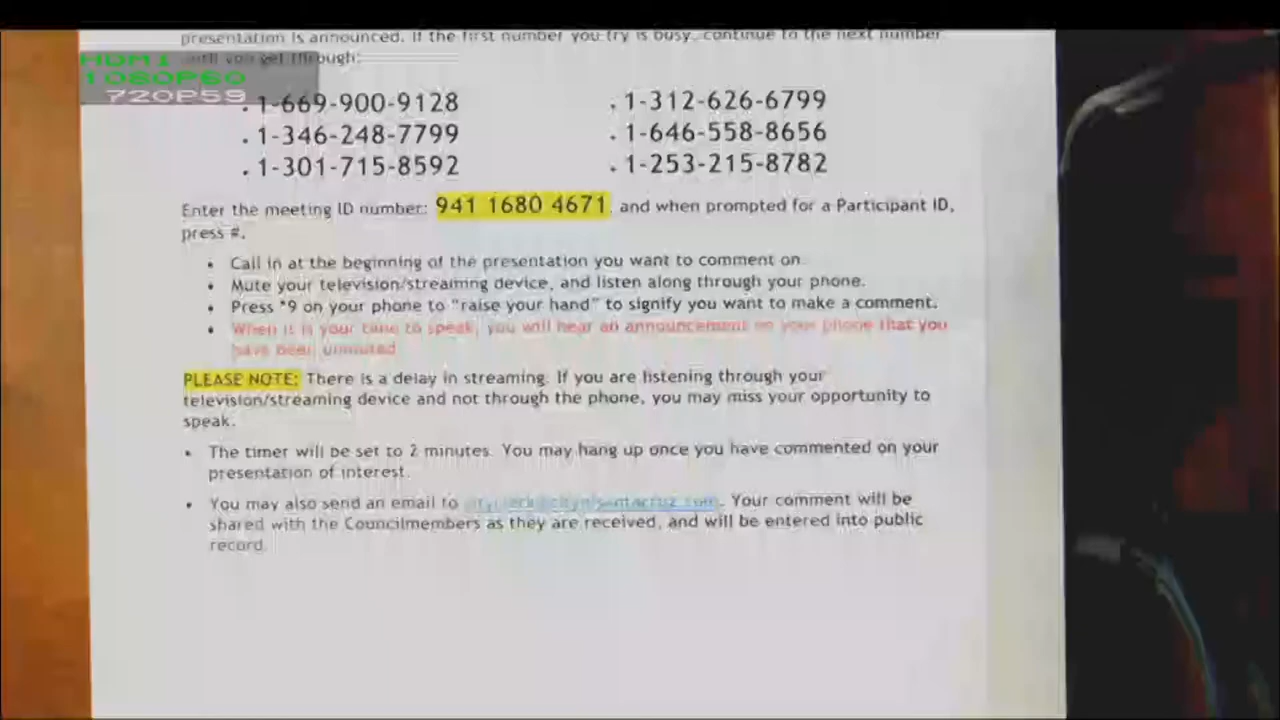 presentation is announced. If the first number you try is busy, continue to the next number
until you get through:
HDMI
1080P60
720P59
. 1-669-900-9128
. 1-312-626-6799
. 1-346-248-7799
. 1-646-558-8656
. 1-301-715-8592
. 1-253-215-8782
Enter the meeting ID number: 941 1680 4671, and when prompted for a Participant ID,
press #.
• Call in at the beginning of the presentation you want to comment on.
• Mute your television/streaming device, and listen along through your phone.
• Press *9 on your phone to “raise your hand” to signify you want to make a comment.
• When it is your time to speak, you will hear an announcement on your phone that you
have been unmuted.
PLEASE NOTE: There is a delay in streaming. If you are listening through your
television/streaming device and not through the phone, you may miss your opportunity to
speak.
• The timer will be set to 2 minutes. You may hang up once you have commented on your
presentation of interest.
• You may also send an email to cityclerk@cityofsantacruz.com. Your comment will be
shared with the Councilmembers as they are received, and will be entered into public
record.